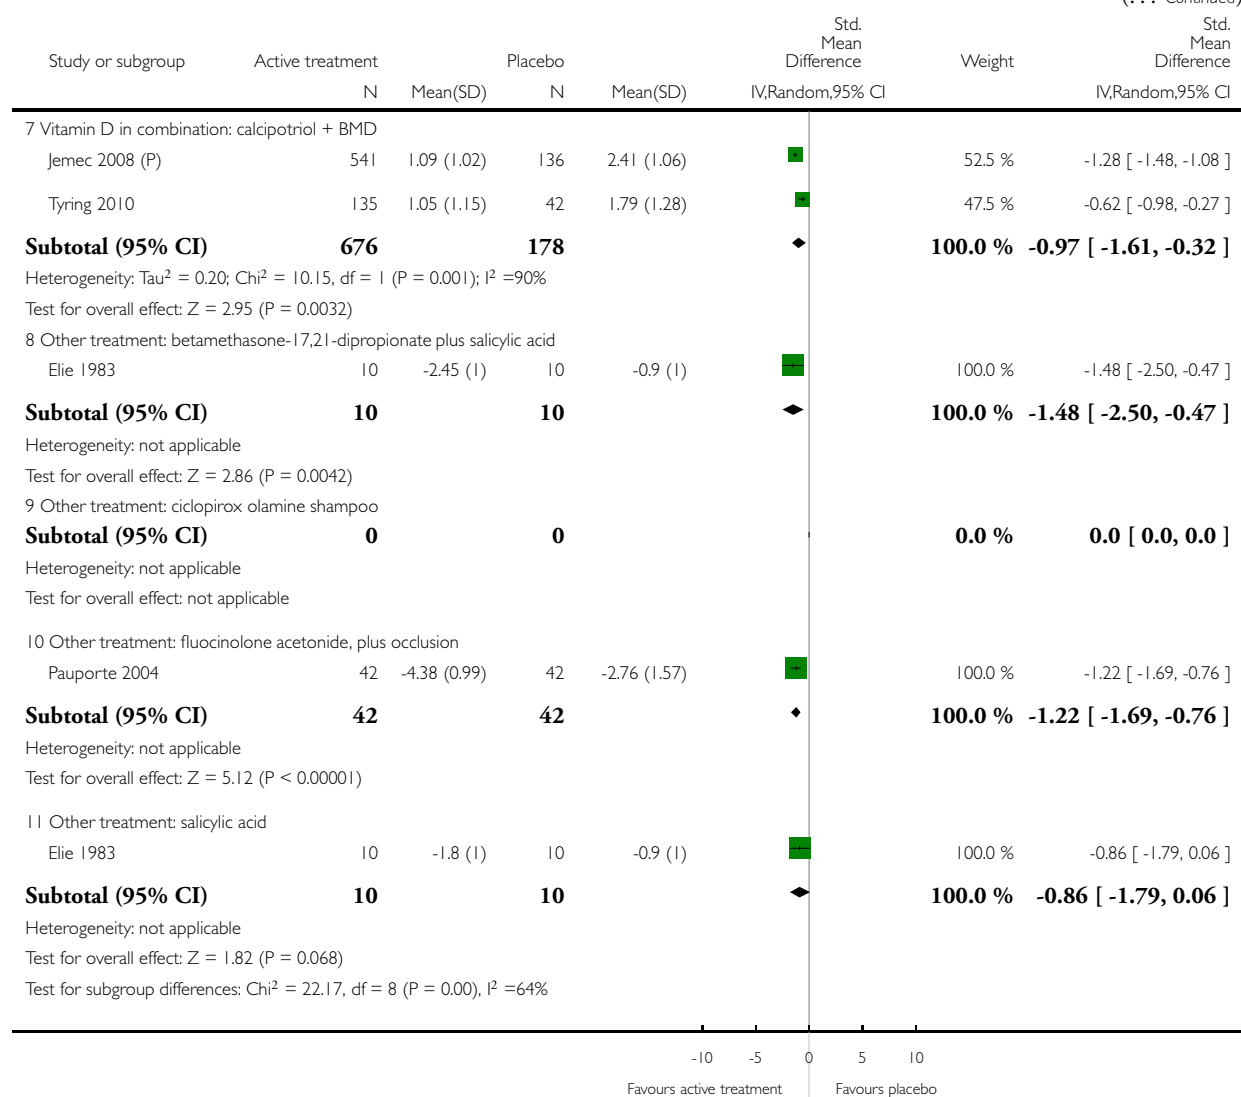 (. . . Continued)
Std. Mean Difference Std. Mean Difference
Study or subgroup Active treatment Placebo Weight
N Mean(SD) N Mean(SD) IV,Random,95% CI IV,Random,95% CI
7 Vitamin D in combination: calcipotriol + BMD
Jemec 2008 (P) 541 1.09 (1.02) 136 2.41 (1.06) 52.5 % -1.28 [ -1.48, -1.08 ]
Tyring 2010 135 1.05 (1.15) 42 1.79 (1.28) 47.5 % -0.62 [ -0.98, -0.27 ]
Subtotal (95% CI) 676 178 100.0 % -0.97 [ -1.61, -0.32 ]
Heterogeneity: Tau² = 0.20; Chi² = 10.15, df = 1 (P = 0.001); I² =90%
Test for overall effect: Z = 2.95 (P = 0.0032)
8 Other treatment: betamethasone-17,21-dipropionate plus salicylic acid
Elie 1983 10 -2.45 (1) 10 -0.9 (1) 100.0 % -1.48 [ -2.50, -0.47 ]
Subtotal (95% CI) 10 10 100.0 % -1.48 [ -2.50, -0.47 ]
Heterogeneity: not applicable
Test for overall effect: Z = 2.86 (P = 0.0042)
9 Other treatment: ciclopirox olamine shampoo
Subtotal (95% CI) 0 0 0.0 % 0.0 [ 0.0, 0.0 ]
Heterogeneity: not applicable
Test for overall effect: not applicable
10 Other treatment: fluocinolone acetonide, plus occlusion
Pauporte 2004 42 -4.38 (0.99) 42 -2.76 (1.57) 100.0 % -1.22 [ -1.69, -0.76 ]
Subtotal (95% CI) 42 42 100.0 % -1.22 [ -1.69, -0.76 ]
Heterogeneity: not applicable
Test for overall effect: Z = 5.12 (P < 0.00001)
11 Other treatment: salicylic acid
Elie 1983 10 -1.8 (1) 10 -0.9 (1) 100.0 % -0.86 [ -1.79, 0.06 ]
Subtotal (95% CI) 10 10 100.0 % -0.86 [ -1.79, 0.06 ]
Heterogeneity: not applicable
Test for overall effect: Z = 1.82 (P = 0.068)
Test for subgroup differences: Chi² = 22.17, df = 8 (P = 0.00), I² =64%
-10 -5 0 5 10
Favours active treatment Favours placebo